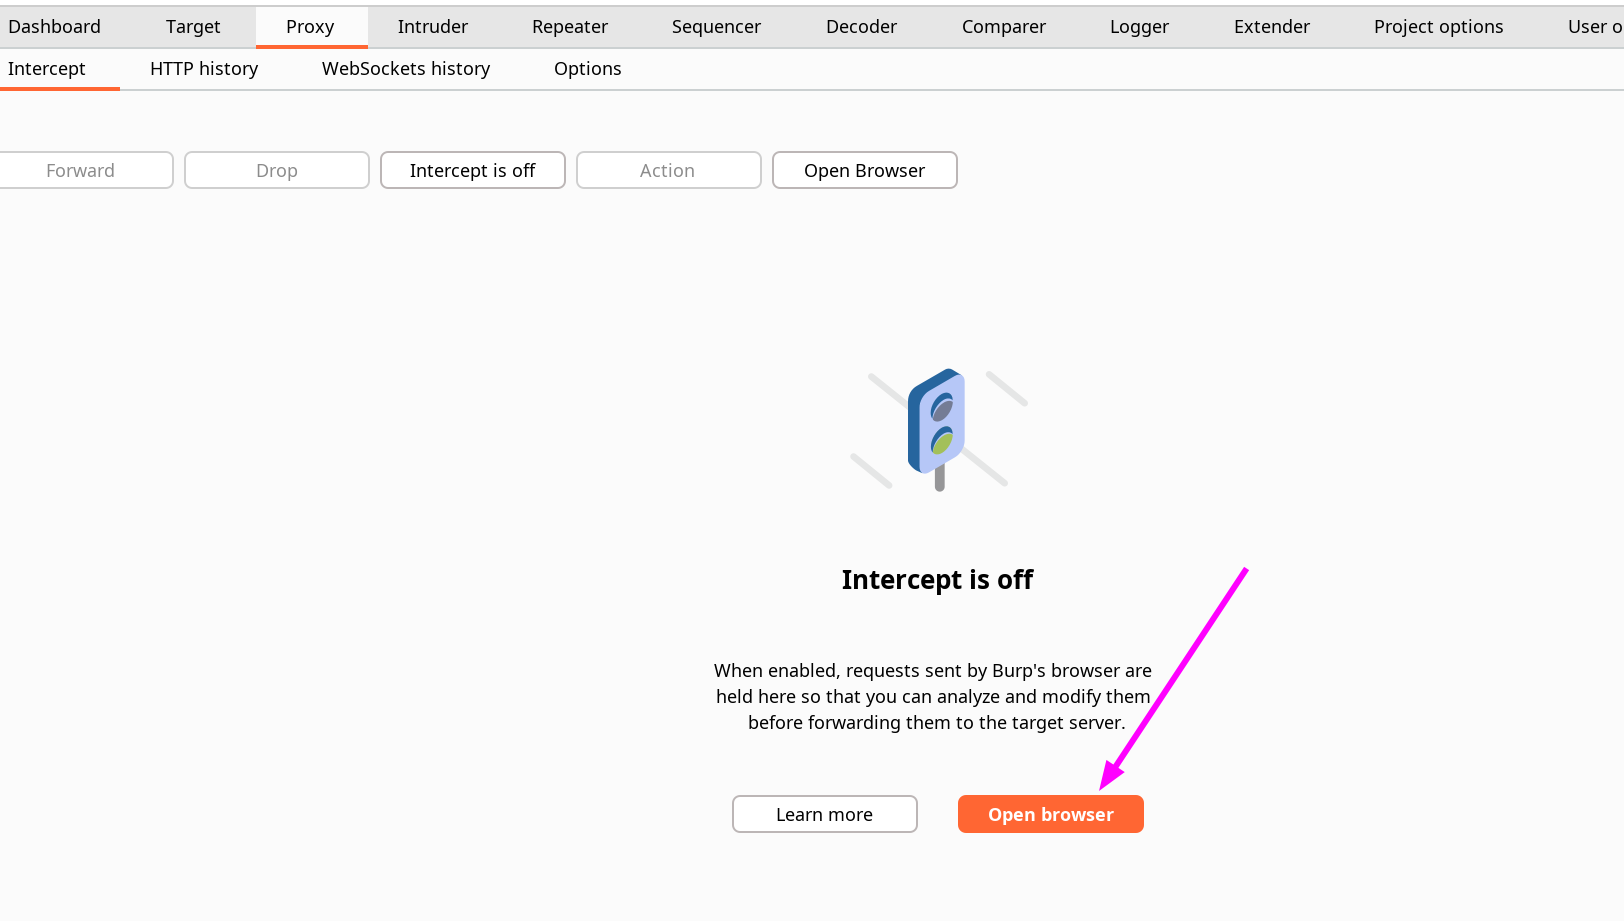 Dashboard Target Proxy Intruder Repeater Sequencer Decoder Comparer Logger Extender Project options User o
Intercept HTTP history WebSockets history Options
Forward Drop Intercept is off Action Open Browser
Intercept is off
When enabled, requests sent by Burp's browser are
held here so that you can analyze and modify them
before forwarding them to the target server.
Learn more Open browser